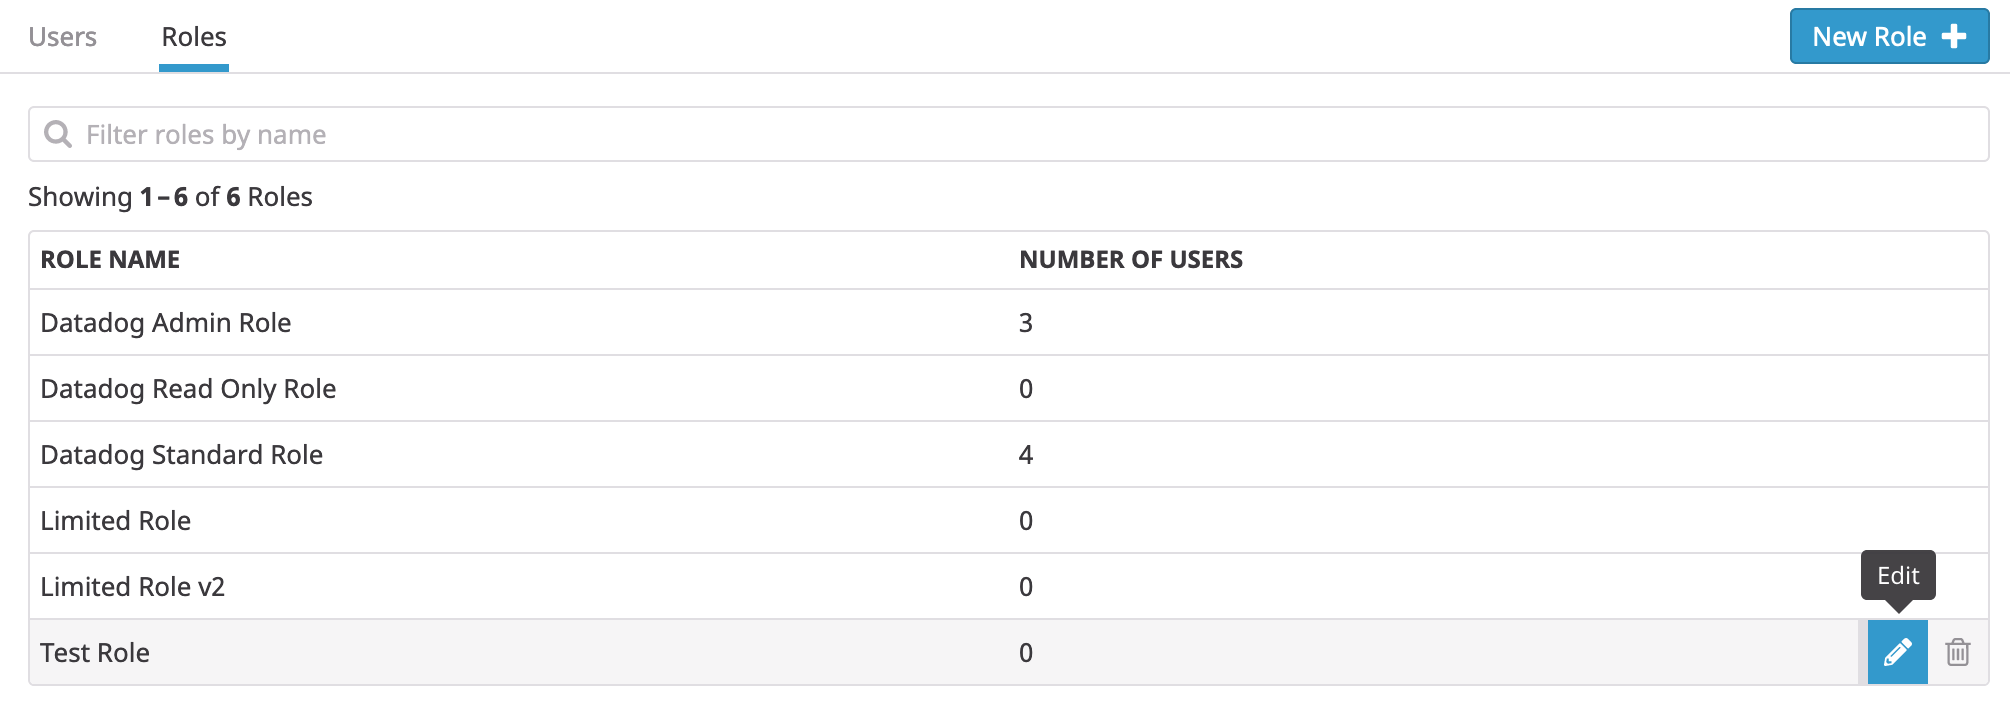 Users Roles New Role
Filter roles by name
Showing 1–6 of 6 Roles
ROLE NAME NUMBER OF USERS
Datadog Admin Role 3
Datadog Read Only Role 0
Datadog Standard Role 4
Limited Role 0
Limited Role v2 0
Edit
Test Role 0